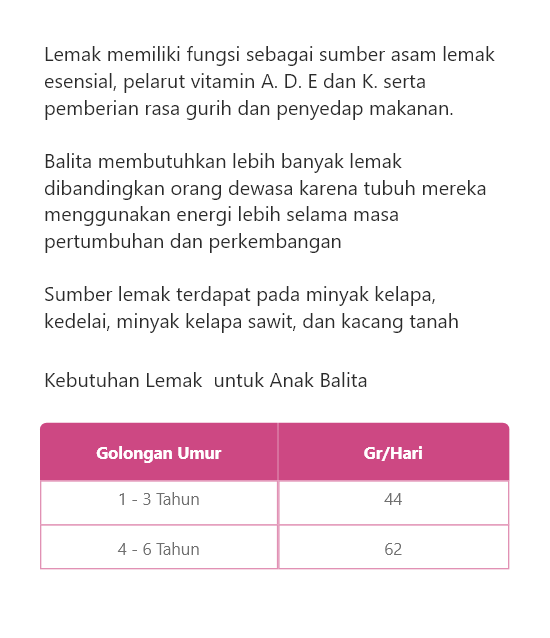 Lemak memiliki fungsi sebagai sumber asam lemak
esensial, pelarut vitamin A. D. E dan K. serta
pemberian rasa gurih dan penyedap makanan.
Balita membutuhkan lebih banyak lemak
dibandingkan orang dewasa karena tubuh mereka
menggunakan energi lebih selama masa
pertumbuhan dan perkembangan
Sumber lemak terdapat pada minyak kelapa,
kedelai, minyak kelapa sawit, dan kacang tanah
Kebutuhan Lemak  untuk Anak Balita
Golongan Umur Gr/Hari
1 - 3 Tahun 44
4 - 6 Tahun 62